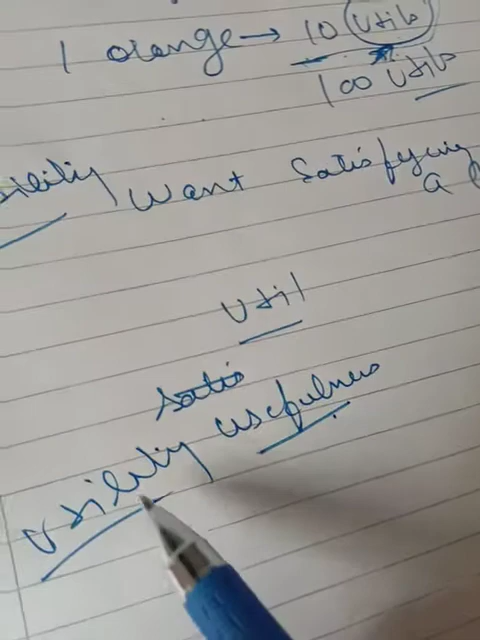 1 orange → 10 utils
100 utils
Utility Want Satisfying
a
Util
Satis
Utility usefulness